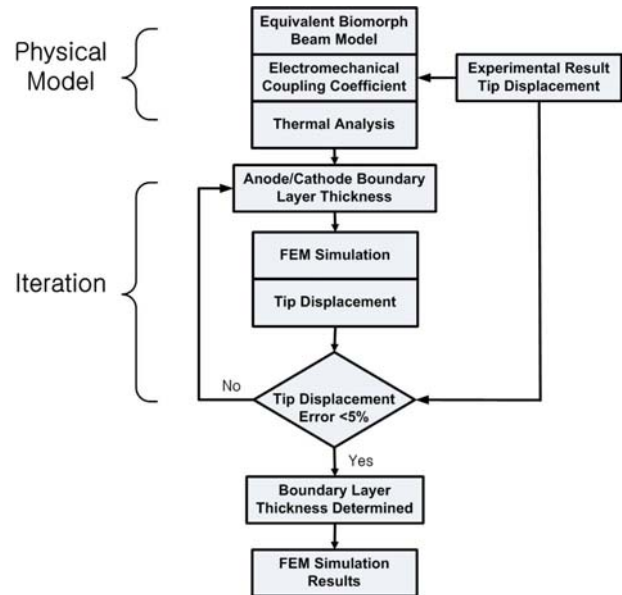 Physical
Model
Equivalent Biomorph
Beam Model
Electromechanical
Coupling Coefficient
Thermal Analysis
Experimental Result
Tip Displacement
Anode/Cathode Boundary
Layer Thickness
Iteration
FEM Simulation
Tip Displacement
No
Tip Displacement
Error <5%
Yes
Boundary Layer
Thickness Determined
FEM Simulation
Results